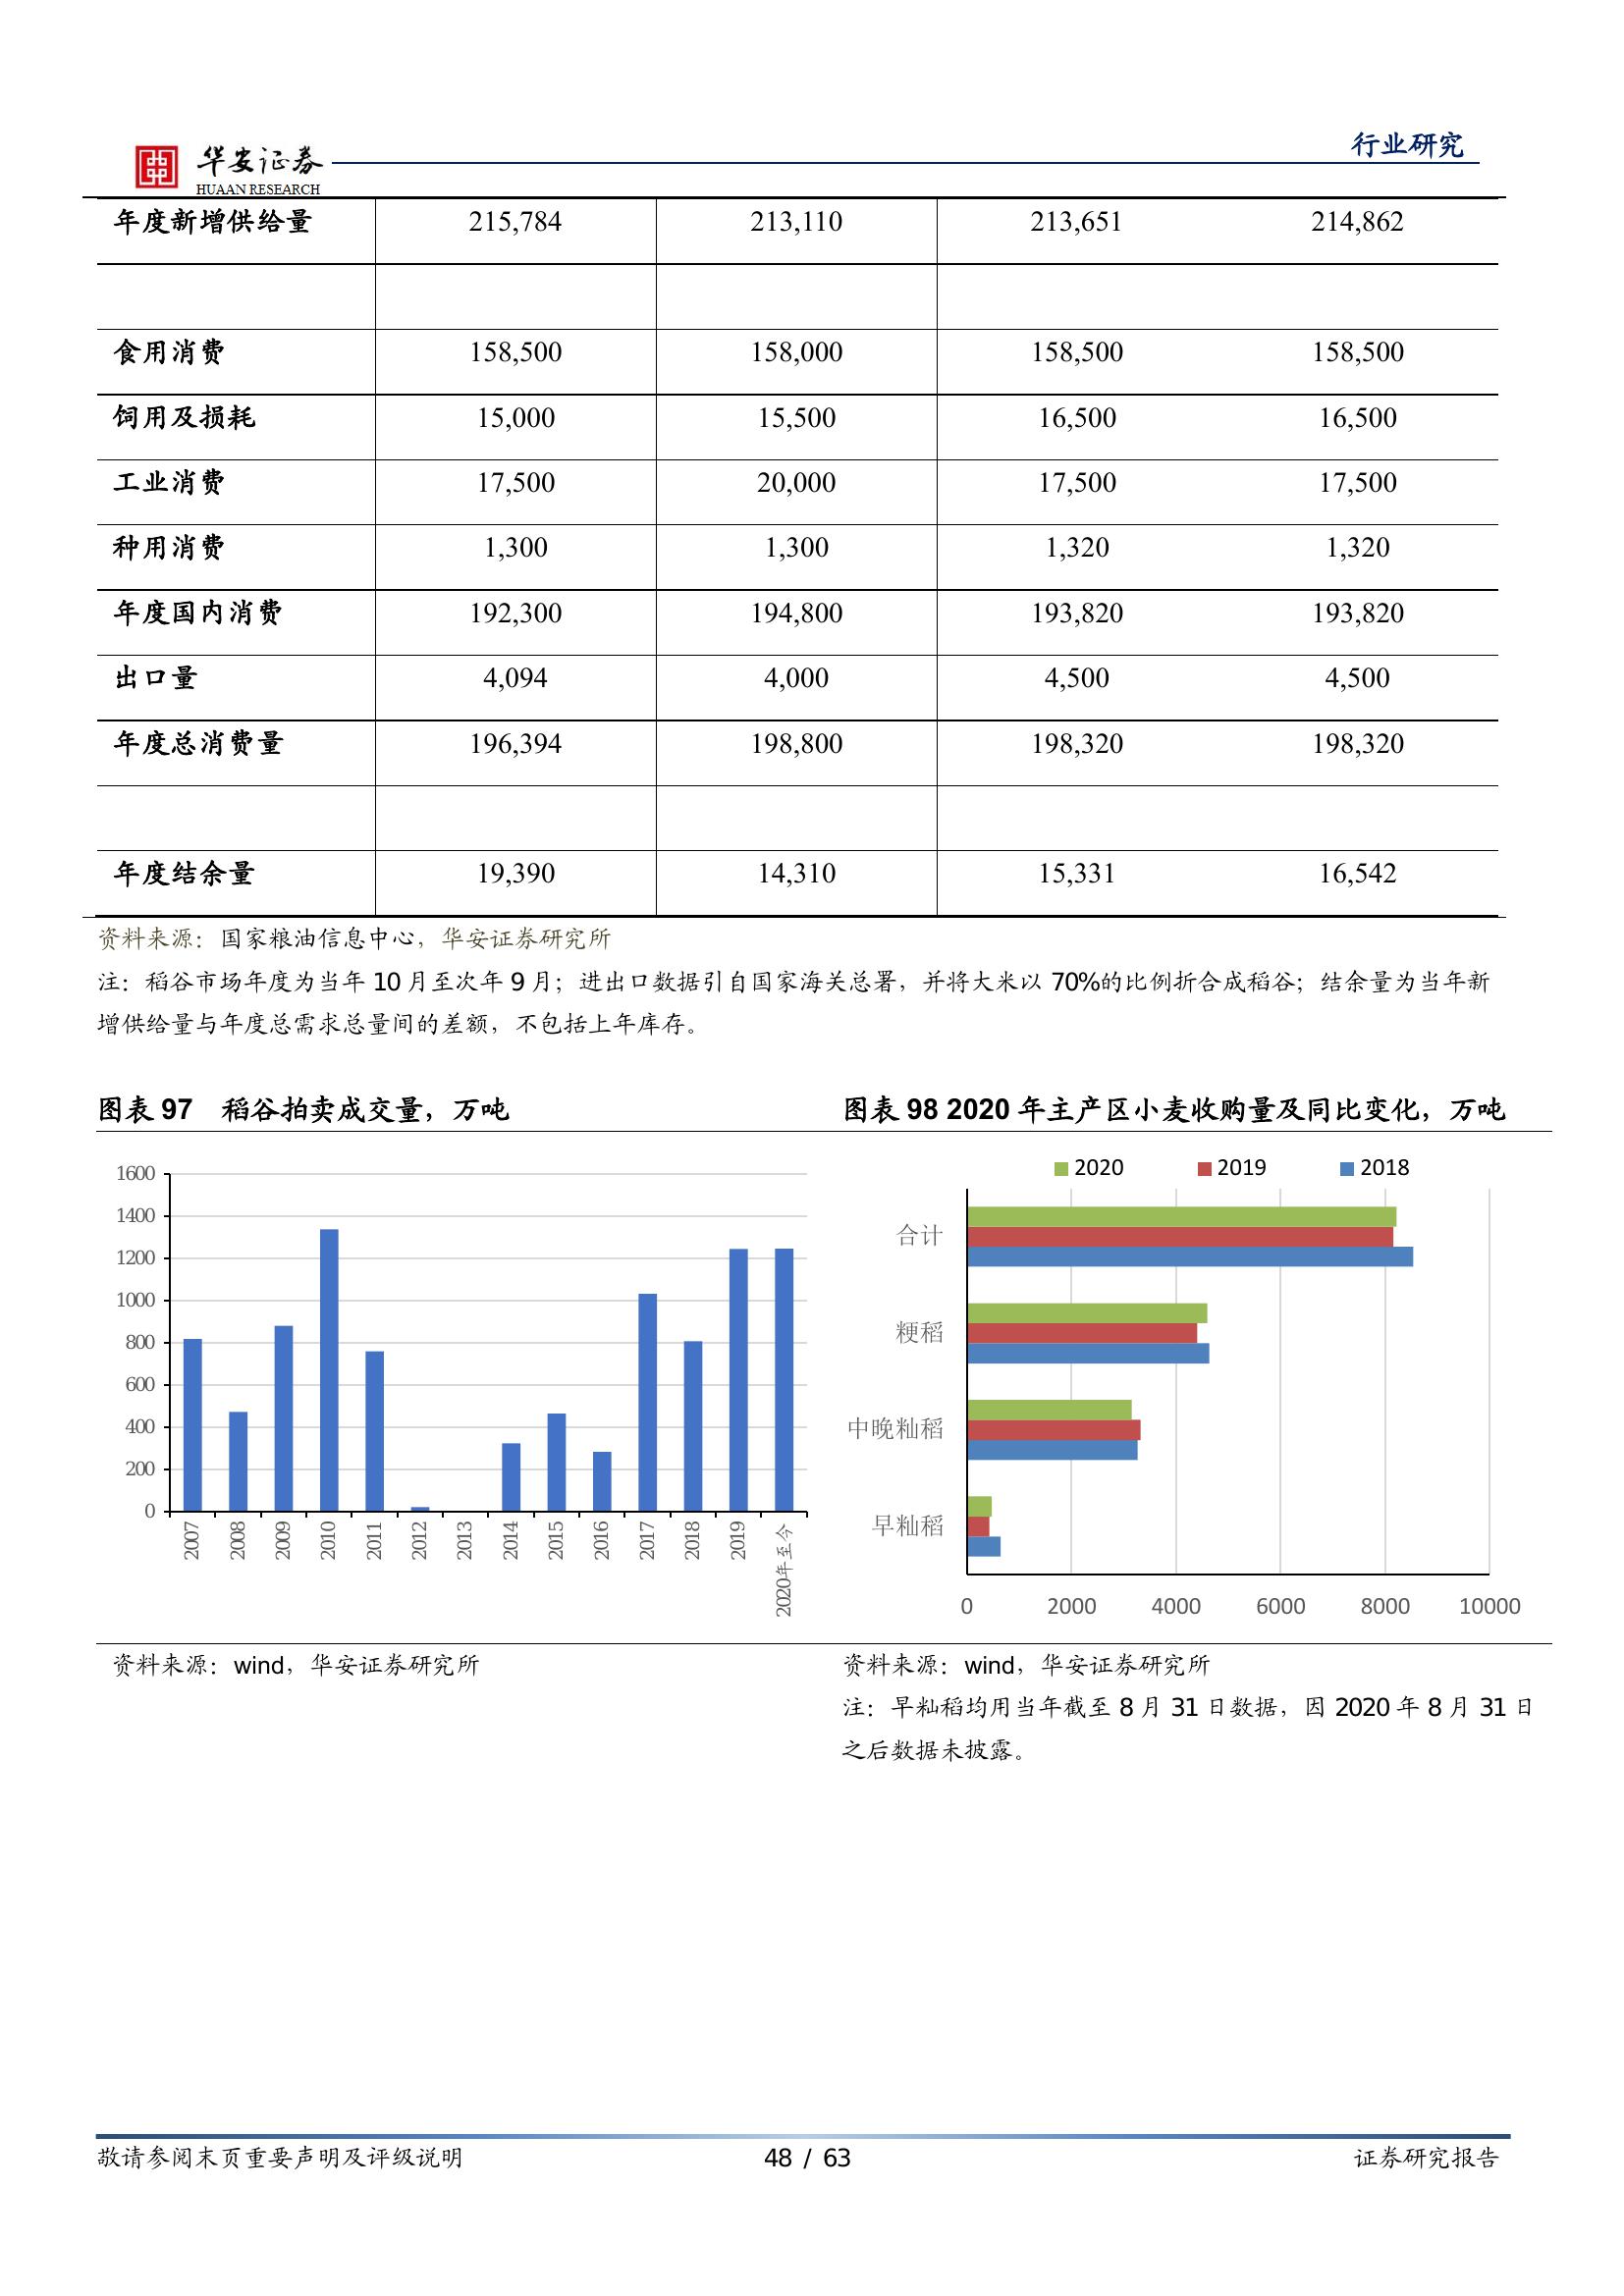 行业研究
华安证券
HUAAN RESEARCH
年度新增供给量 215,784 213,110 213,651 214,862
食用消费 158,500 158,000 158,500 158,500
饲用及损耗 15,000 15,500 16,500 16,500
工业消费 17,500 20,000 17,500 17,500
种用消费 1,300 1,300 1,320 1,320
年度国内消费 192,300 194,800 193,820 193,820
出口量 4,094 4,000 4,500 4,500
年度总消费量 196,394 198,800 198,320 198,320
年度结余量 19,390 14,310 15,331 16,542
资料来源：国家粮油信息中心，华安证券研究所
注：稻谷市场年度为当年 10 月至次年 9 月；进出口数据引自国家海关总署，并将大米以 70%的比例折合成稻谷；结余量为当年新
增供给量与年度总需求总量间的差额，不包括上年库存。
图表 97 稻谷拍卖成交量，万吨
1600
1400
1200
1000
800
600
400
200
0
2007 2008 2009 2010 2011 2012 2013 2014 2015 2016 2017 2018 2019 2020年至今
资料来源：wind，华安证券研究所
图表 98 2020 年主产区小麦收购量及同比变化，万吨
2020 2019 2018
合计
粳稻
中晚籼稻
早籼稻
0 2000 4000 6000 8000 10000
资料来源：wind，华安证券研究所
注：早籼稻均用当年截至 8 月 31 日数据，因 2020 年 8 月 31 日
之后数据未披露。
敬请参阅末页重要声明及评级说明 48 / 63 证券研究报告